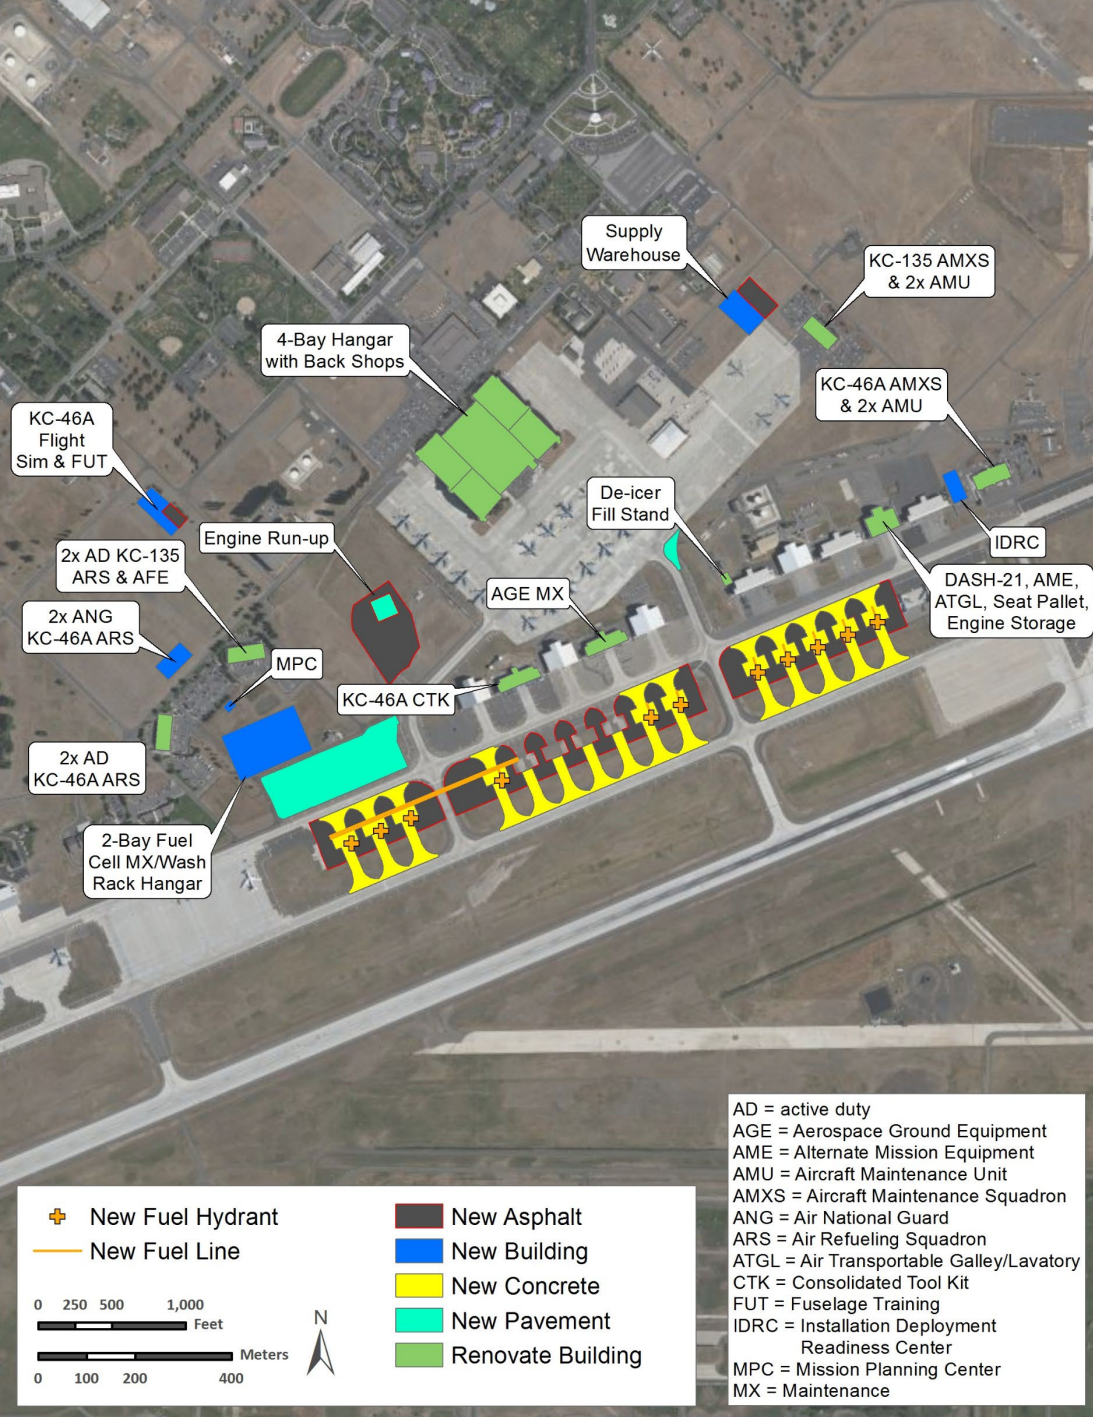 Supply
Warehouse
KC-135 AMXS
& 2x AMU
4-Bay Hangar
with Back Shops
KC-46A AMXS
& 2x AMU
KC-46A
Flight
Sim & FUT
De-icer
Fill Stand
Engine Run-up
IDRC
2x AD KC-135
ARS & AFE
AGE MX
DASH-21, AME,
ATGL, Seat Pallet,
Engine Storage
2x ANG
KC-46A ARS
MPC
KC-46A CTK
2x AD
KC-46A ARS
2-Bay Fuel
Cell MX/Wash
Rack Hangar
New Fuel Hydrant
New Fuel Line
0 250 500 1,000
Feet
Meters
0 100 200 400
N
New Asphalt
New Building
New Concrete
New Pavement
Renovate Building
AD = active duty
AGE = Aerospace Ground Equipment
AME = Alternate Mission Equipment
AMU = Aircraft Maintenance Unit
AMXS = Aircraft Maintenance Squadron
ANG = Air National Guard
ARS = Air Refueling Squadron
ATGL = Air Transportable Galley/Lavatory
CTK = Consolidated Tool Kit
FUT = Fuselage Training
IDRC = Installation Deployment
Readiness Center
MPC = Mission Planning Center
MX = Maintenance